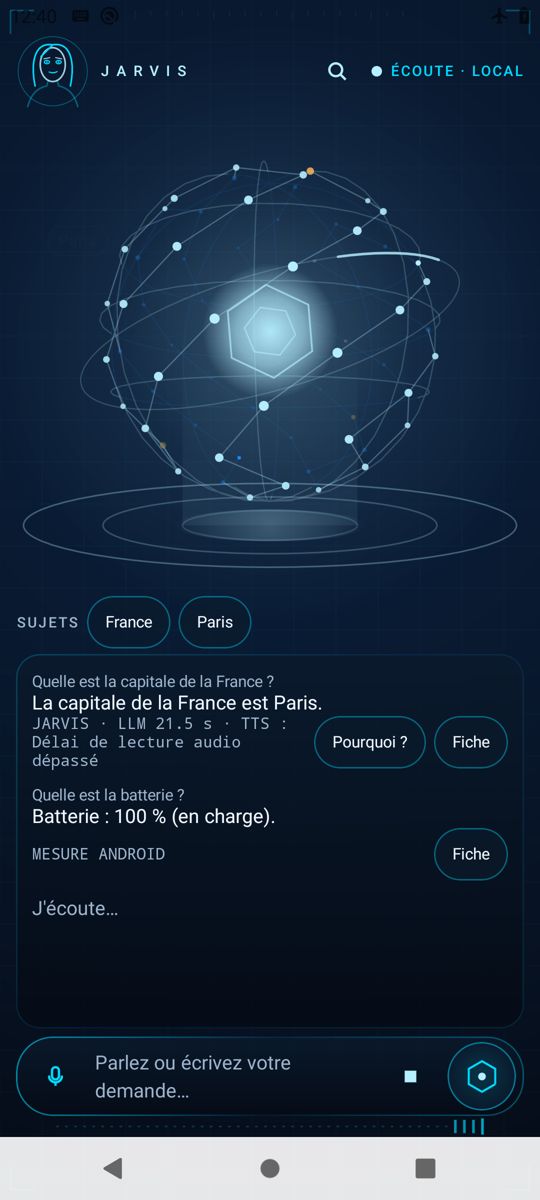 12:40
JARVIS
ÉCOUTE · LOCAL
SUJETS
France
Paris
Quelle est la capitale de la France ?
La capitale de la France est Paris.
JARVIS · LLM 21.5 s · TTS :
Délai de lecture audio
dépassé
Pourquoi ?
Fiche
Quelle est la batterie ?
Batterie : 100 % (en charge).
MESURE ANDROID
Fiche
J'écoute…
Parlez ou écrivez votre
demande…